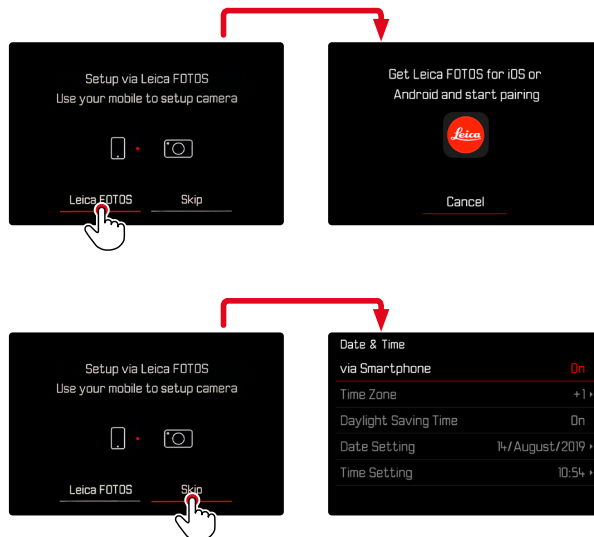 Setup via Leica FOTOS
Use your mobile to setup camera
Leica FOTOS Skip
Get Leica FOTOS for iOS or
Android and start pairing
Leica
Cancel
Setup via Leica FOTOS
Use your mobile to setup camera
Leica FOTOS Skip
Date & Time
via Smartphone On
Time Zone +1
Daylight Saving Time On
Date Setting 14/August/2019
Time Setting 10:54